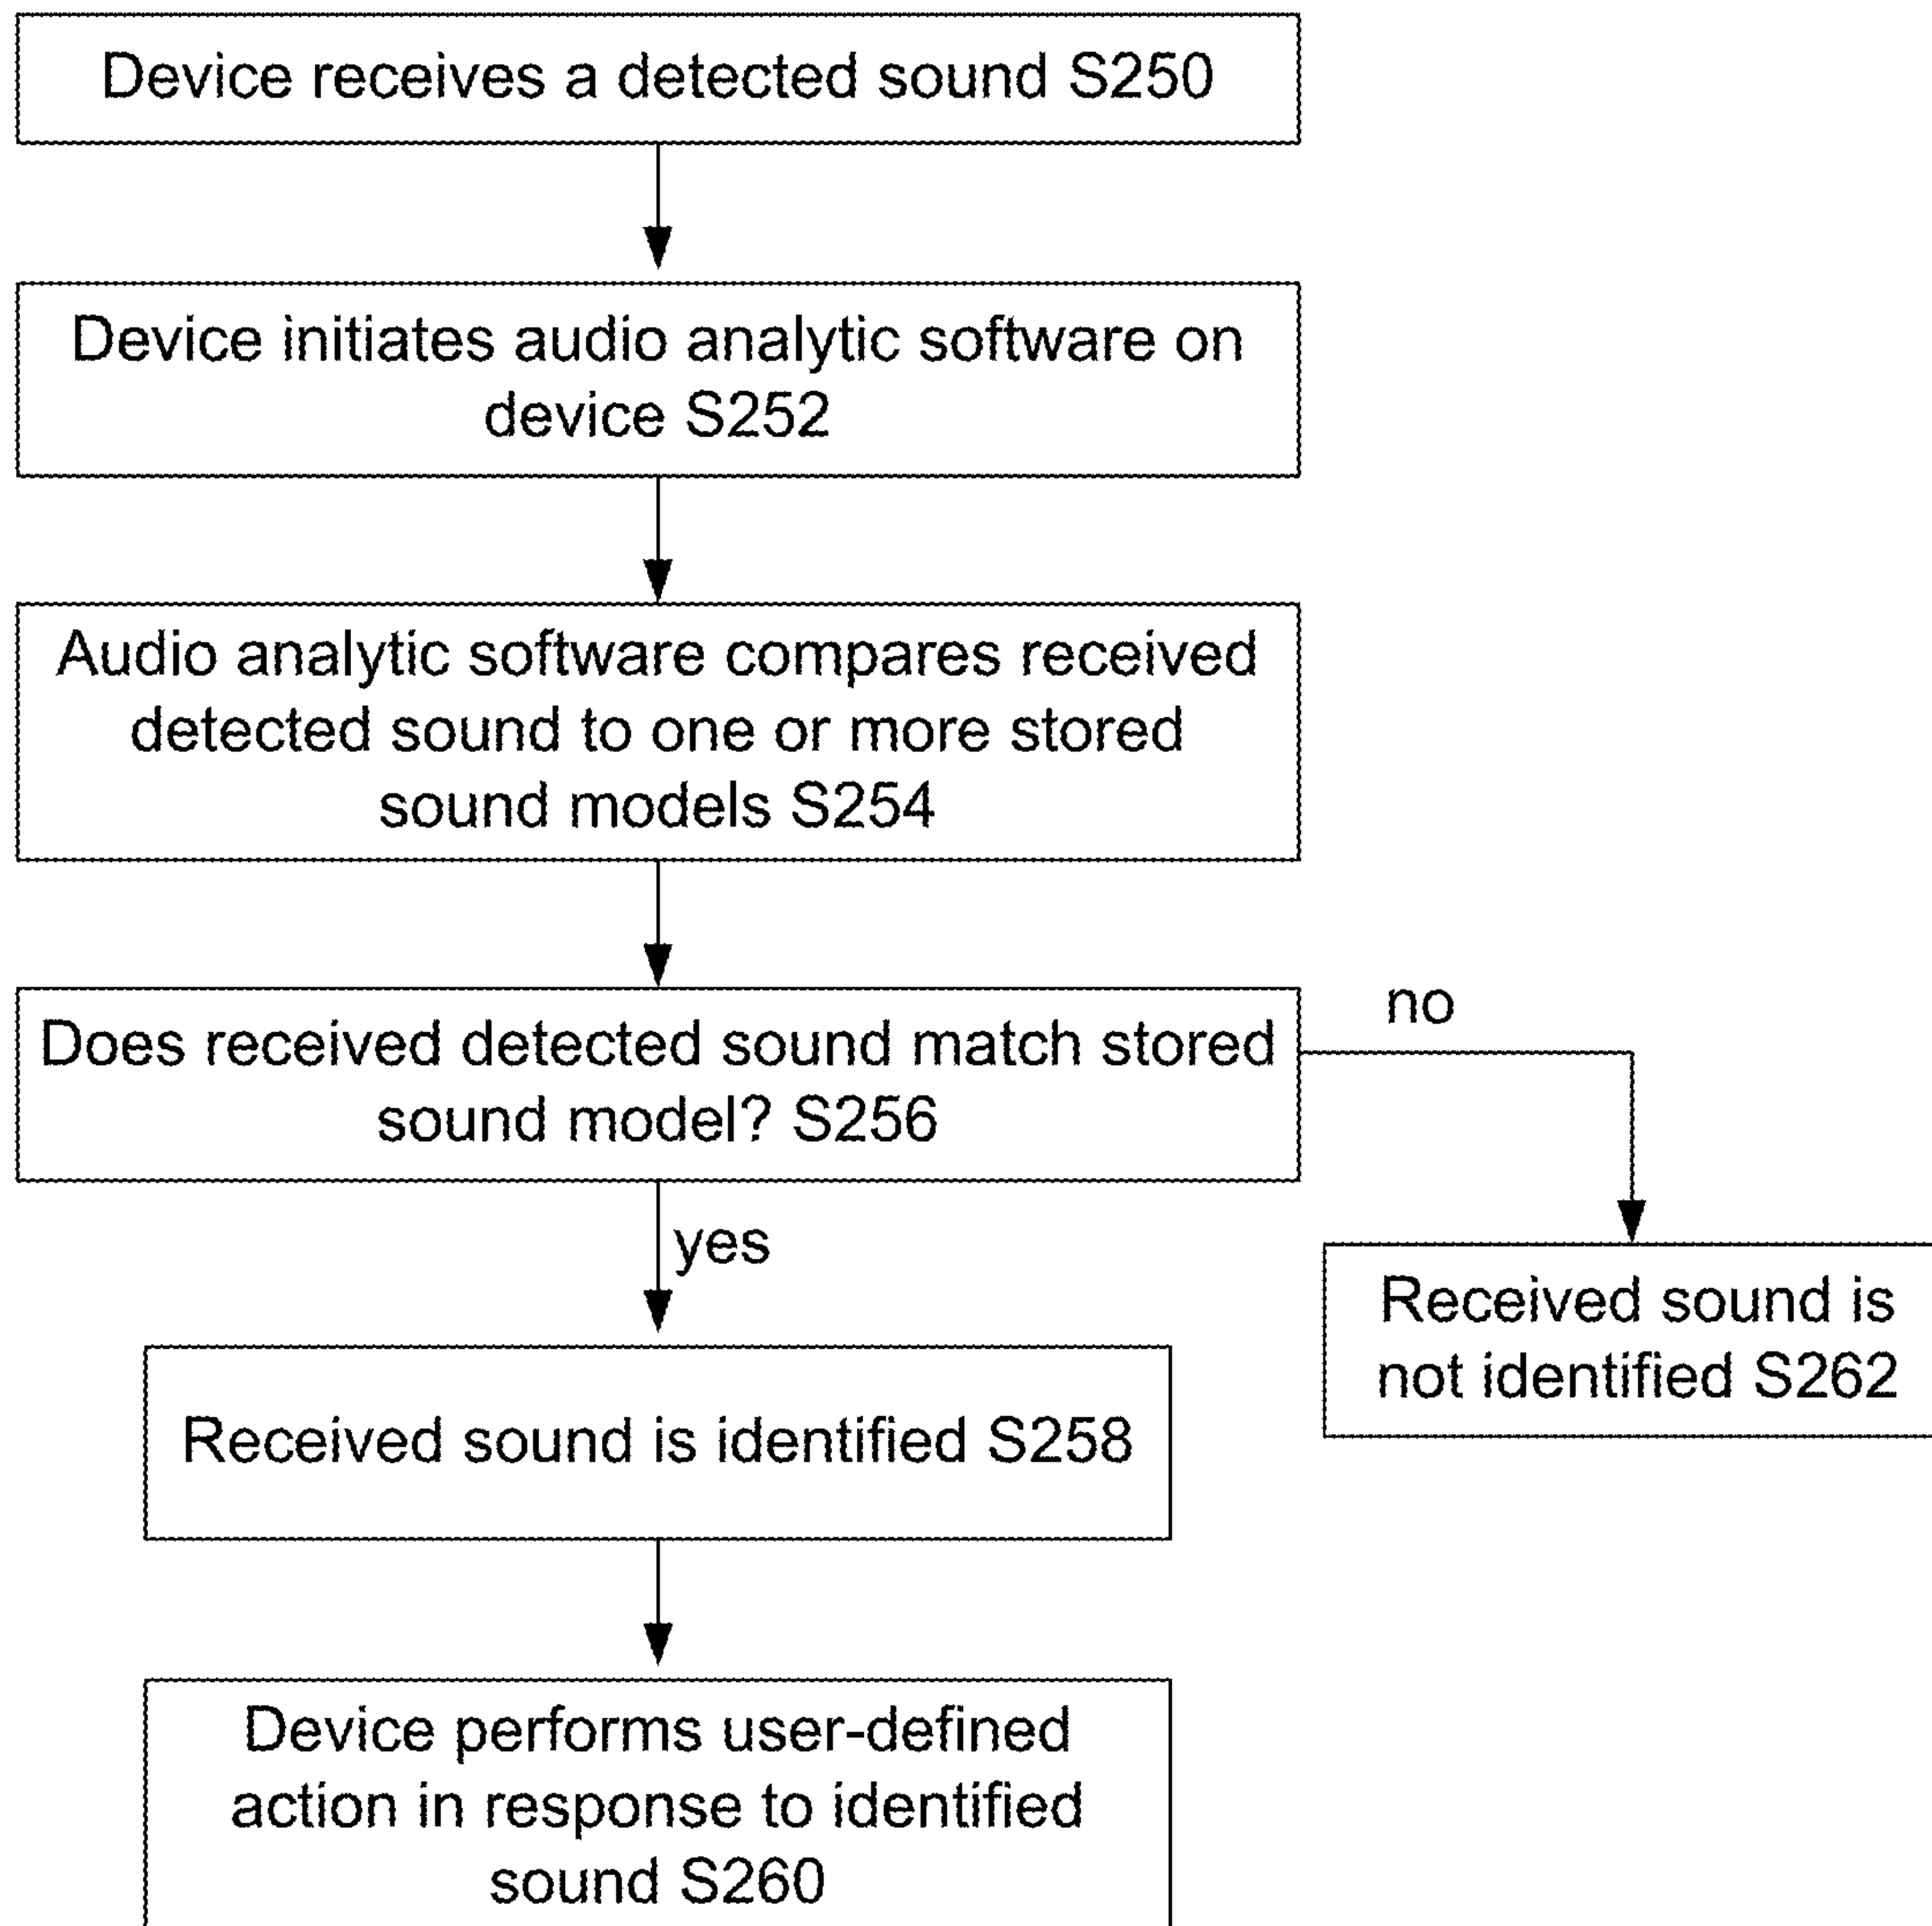 Device receives a detected sound S250
Device initiates audio analytic software on
device S252
Audio analytic software compares received
detected sound to one or more stored
sound models S254
Does received detected sound match stored
sound model? S256
no
yes
Received sound is
not identified S262
Received sound is identified S258
Device performs user-defined
action in response to identified
sound S260